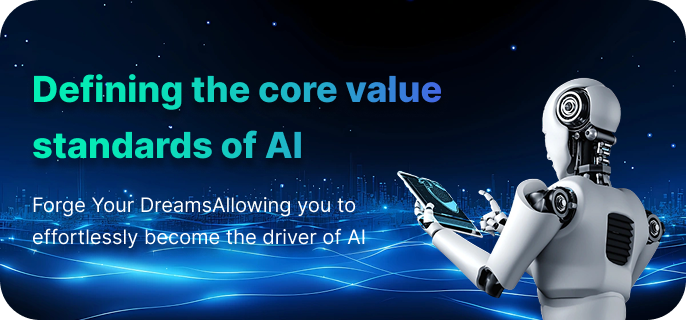 Defining the core value
standards of AI
Forge Your DreamsAllowing you to
effortlessly become the driver of AI